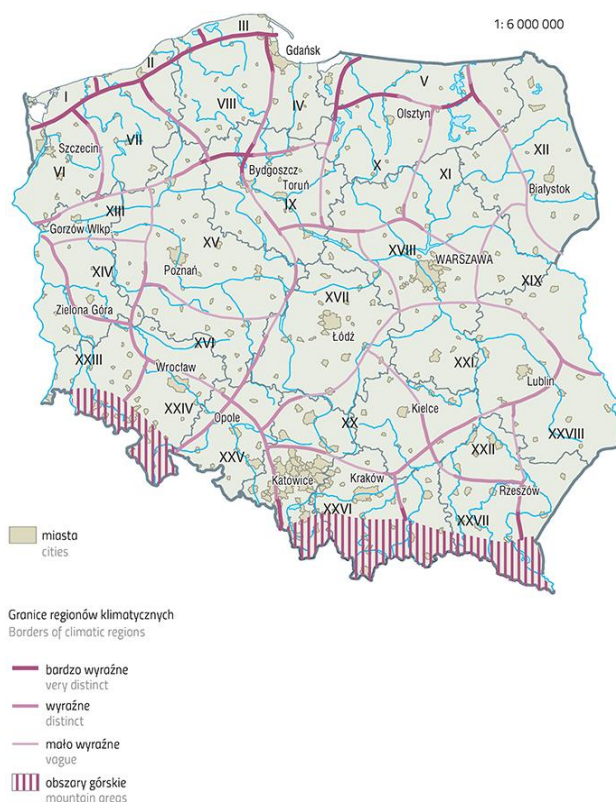 1: 6 000 000
III
Gdańsk
II
I
V
VIII
IV
Olsztyn
Szczecin
VII
XII
VI
Bydgoszcz
X
XI
Toruń
Białystok
IX
XIII
Gorzów Wlkp.
XV
XVIII
WARSZAWA
Poznań
XIV
XIX
XVII
Zielona Góra
Łódź
XVI
XXIII
XXI
Wrocław
Lublin
XXIV
Opole
Kielce
XX
XXVIII
XXV
XXII
Katowice
Kraków
Rzeszów
XXVI
XXVII
miasta
cities
Granice regionów klimatycznych
Borders of climatic regions
bardzo wyraźne
very distinct
wyraźne
distinct
mało wyraźne
vague
obszary górskie
mountain areas